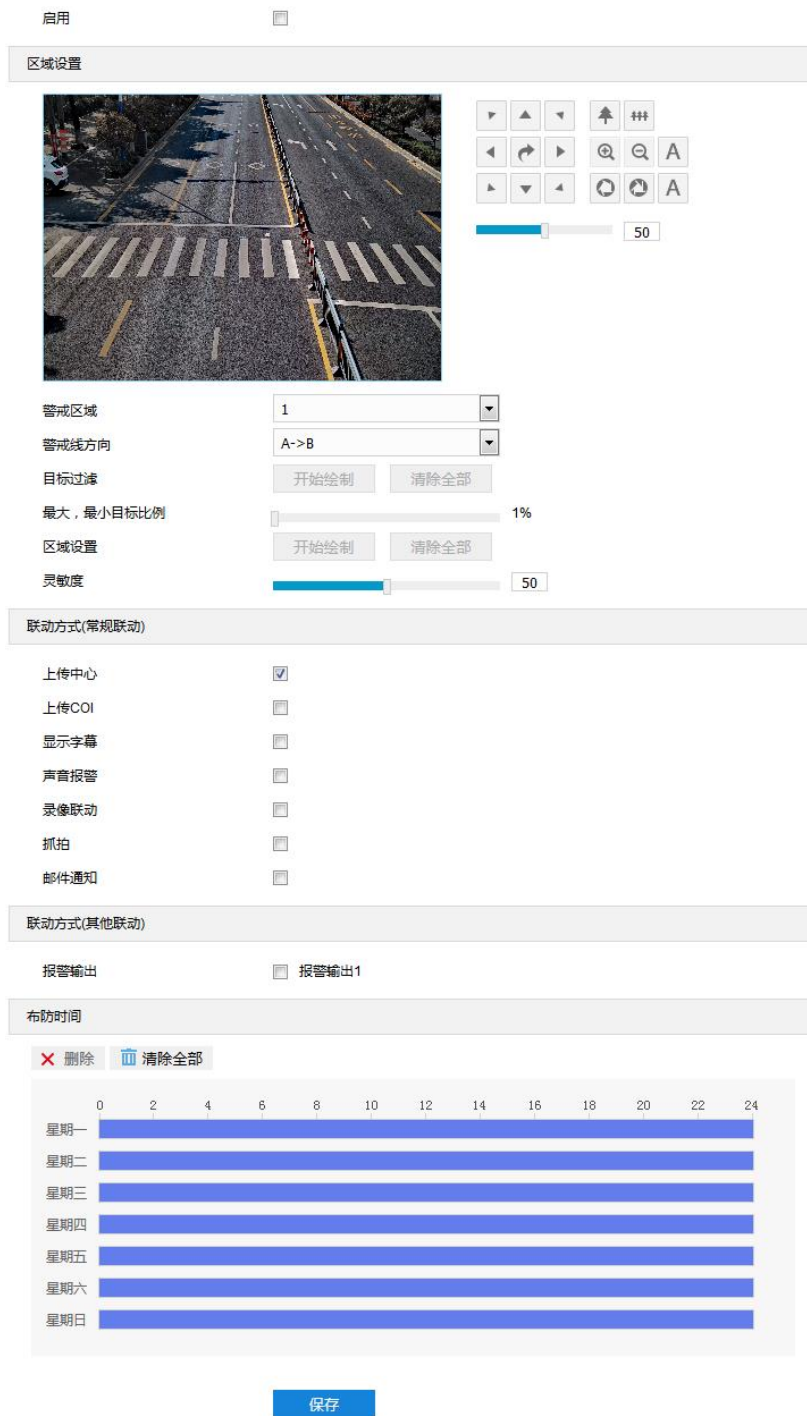 启用
区域设置
A
A
50
警戒区域 1
警戒线方向 A->B
目标过滤 开始绘制 清除全部
最大，最小目标比例 1%
区域设置 开始绘制 清除全部
灵敏度 50
联动方式(常规联动)
上传中心
上传COI
显示字幕
声音报警
录像联动
抓拍
邮件通知
联动方式(其他联动)
报警输出 报警输出1
布防时间
删除 清除全部
0 2 4 6 8 10 12 14 16 18 20 22 24
星期一
星期二
星期三
星期四
星期五
星期六
星期日
保存